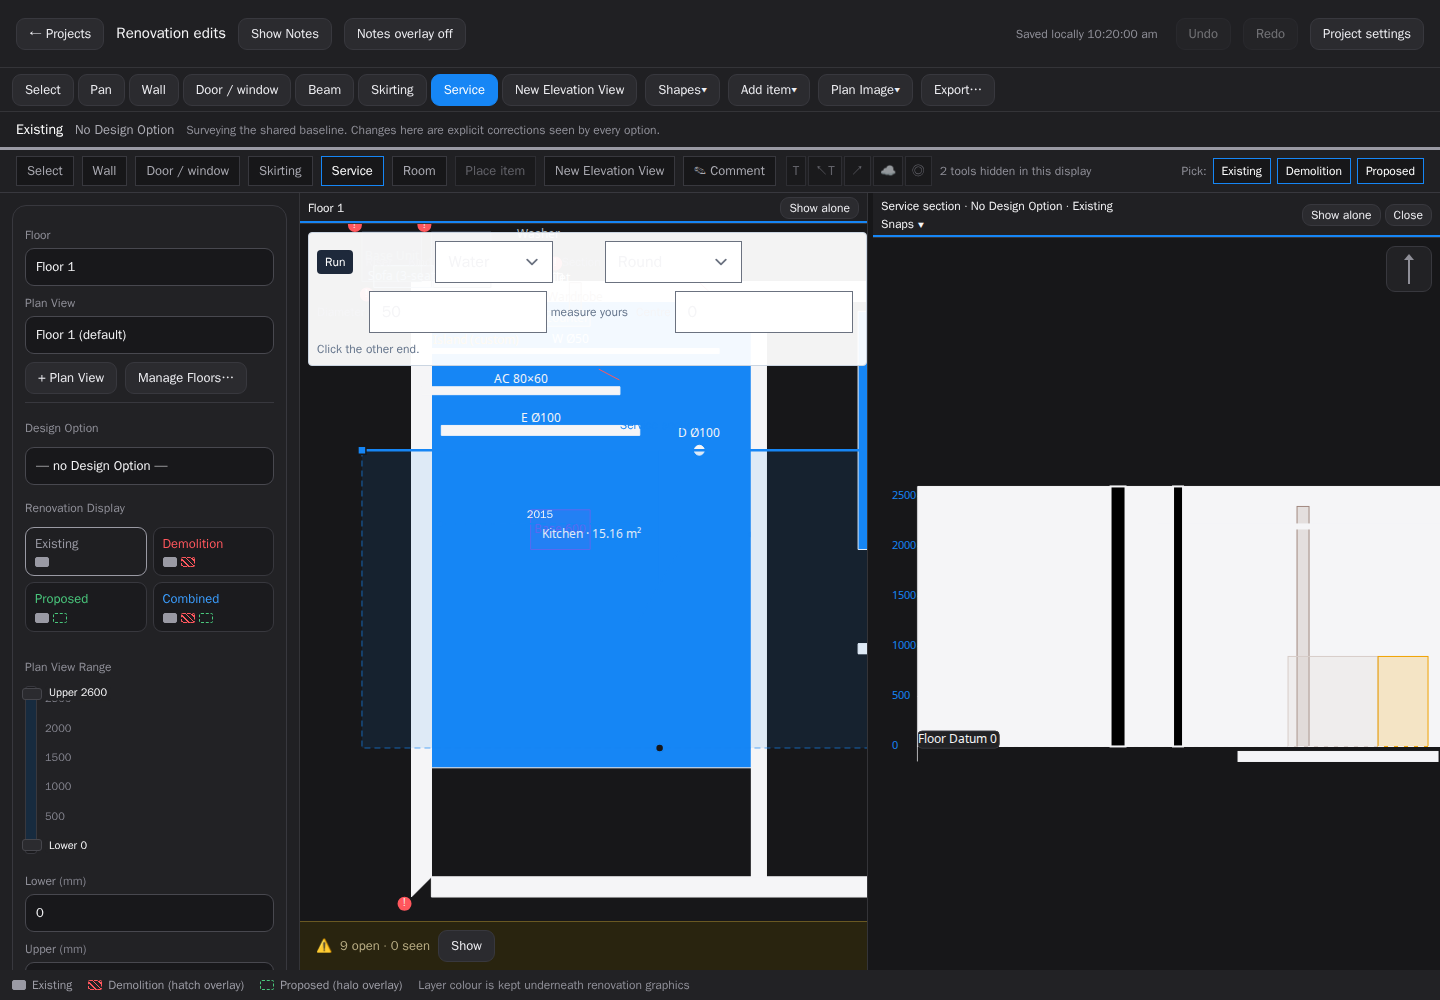 ← Projects
Renovation edits
Show Notes
Notes overlay off
Saved locally 10:20:00 am
Undo
Redo
Project settings
Select
Pan
Wall
Door / window
Beam
Skirting
Service
New Elevation View
Shapes▾
Add item▾
Plan Image▾
Export⋯
Existing
No Design Option
Surveying the shared baseline. Changes here are explicit corrections seen by every option.
Select
Wall
Door / window
Skirting
Service
Room
Place item
New Elevation View
✎ Comment
T
↖T
↗
2 tools hidden in this display
Pick:
Existing
Demolition
Proposed
Floor
Floor 1
Plan View
Floor 1 (default)
+ Plan View
Manage Floors⋯
Design Option
— no Design Option —
Renovation Display
Existing
Demolition
Proposed
Combined
Plan View Range
Upper 2600
2000
1500
1000
500
Lower 0
Lower (mm)
0
Upper (mm)
Floor 1
Show alone
Washer
Run
Water
Round
50
measure yours
0
Click the other end.
W Ø50
AC 80×60
E Ø100
D Ø100
2015
Kitchen · 15.16 m²
9 open · 0 seen
Show
Service section · No Design Option · Existing
Snaps ▾
Show alone
Close
2500
2000
1500
1000
500
0
Floor Datum 0
Existing
Demolition (hatch overlay)
Proposed (halo overlay)
Layer colour is kept underneath renovation graphics